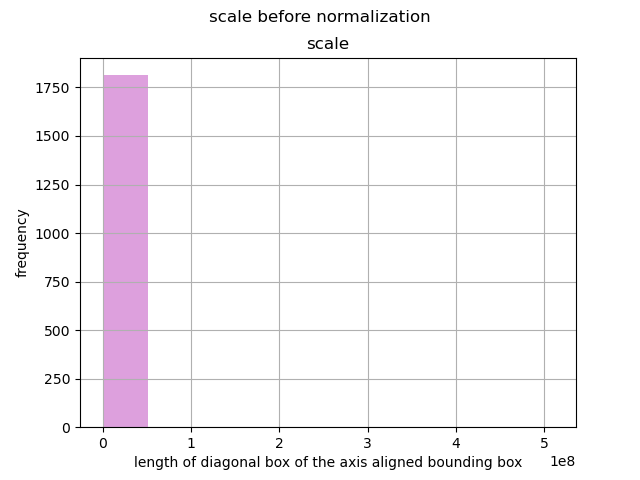 scale before normalization
scale
1750
1500
1250
1000
750
500
250
0
frequency
0 1 2 3 4 5
1e8
length of diagonal box of the axis aligned bounding box